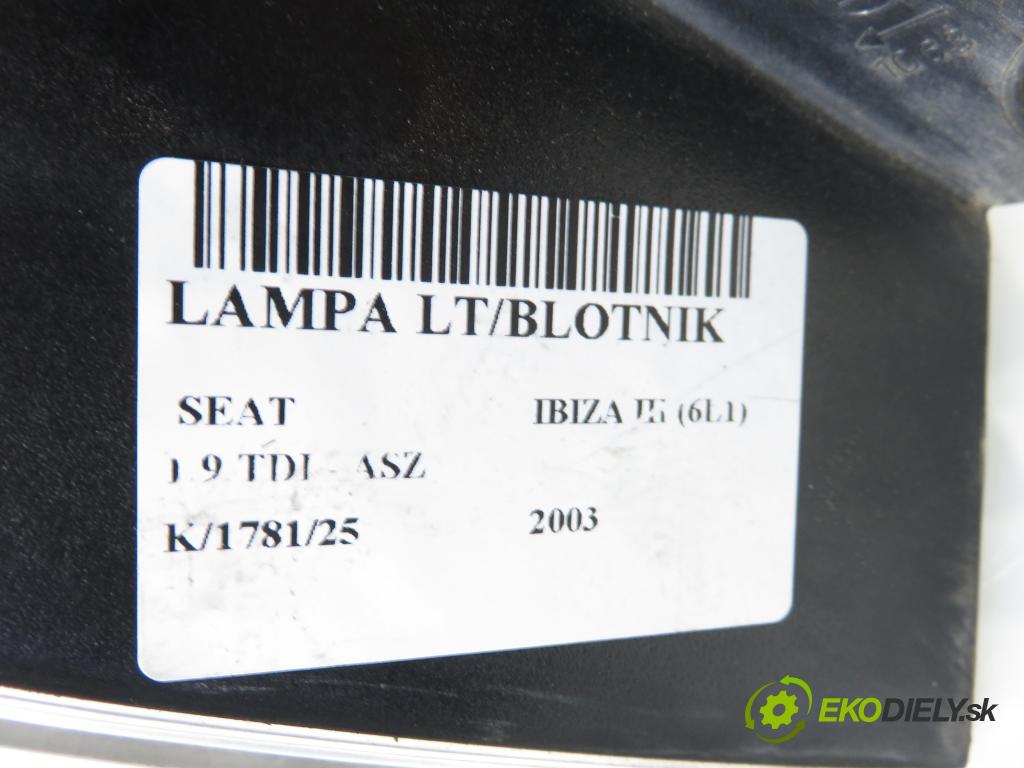 LAMPA LT/BLOTNIK
SEAT IBIZA III (6L1)
1.9 TDI - ASZ
K/1781/25 2003
EKODIELY.sk